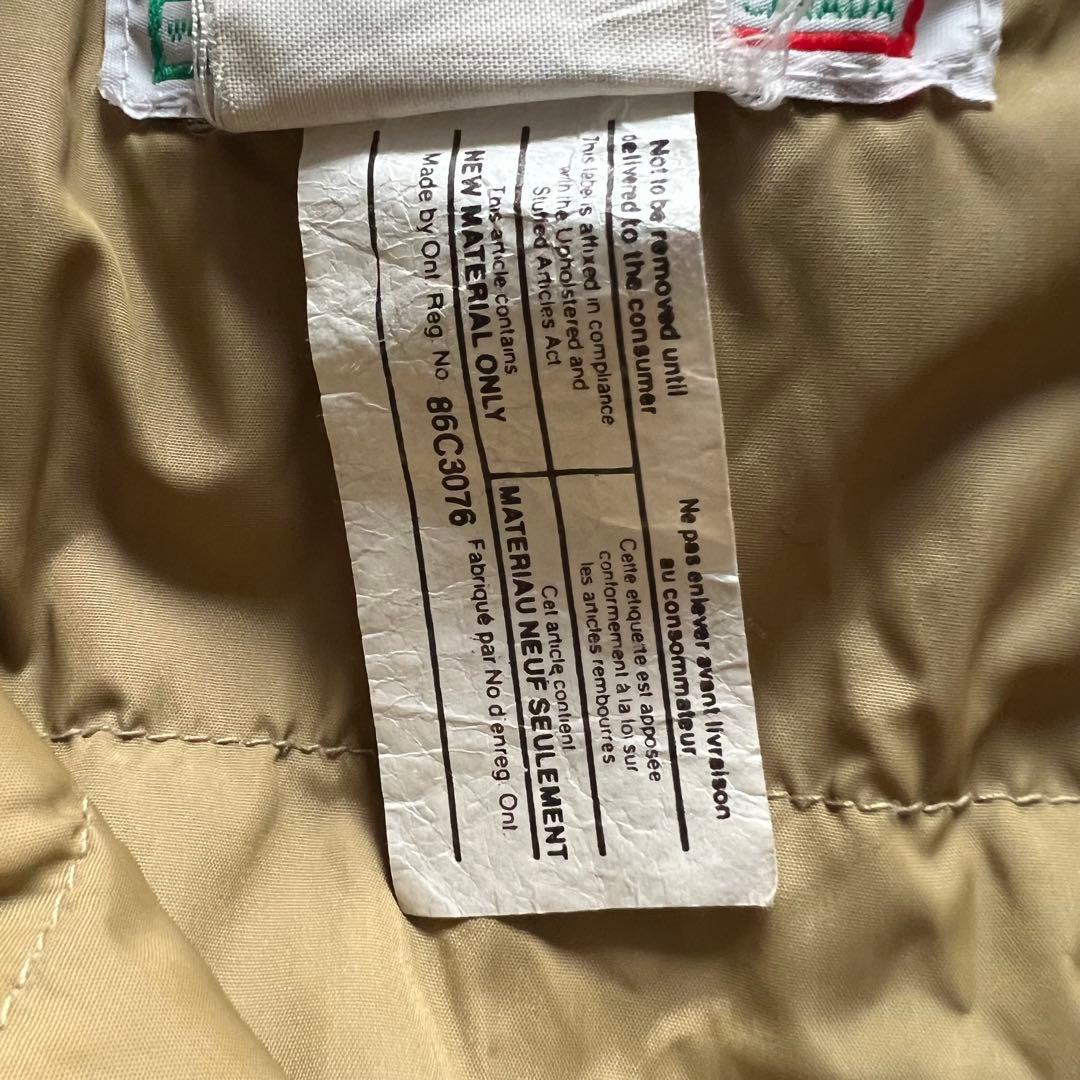 Not to be removed until
delivered to the consumer
This label is affixed in compliance
with the Upholstered and
Stuffed Articles Act
This article contains
NEW MATERIAL ONLY
Made by Ont. Reg. No 86C3076 Fabriqué par No d'enreg. Ont.
Ne pas enlever avant livraison
au consommateur
Cette etiquette est apposée
conformement à la loi sur
les articles rembourres
Cet article contient
MATERIAU NEUF SEULEMENT